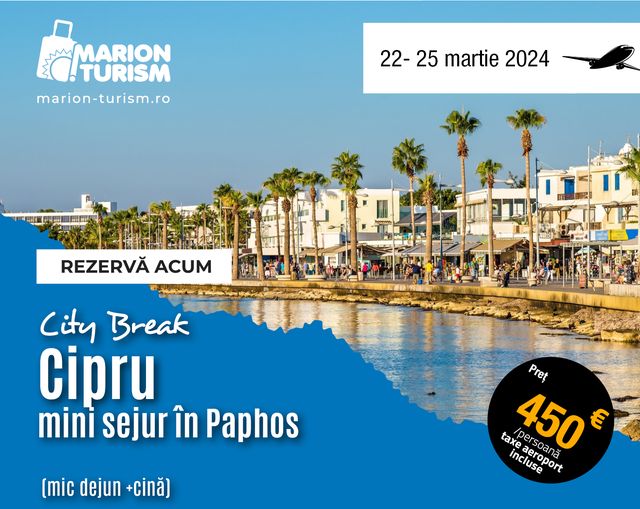 MARION
TURISM
marion-turism.ro
22- 25 martie 2024
REZERVĂ ACUM
City Break
Cipru
mini sejur în Paphos
(mic dejun +cină)
Preț
450 €
/persoană
taxe aeroport
incluse